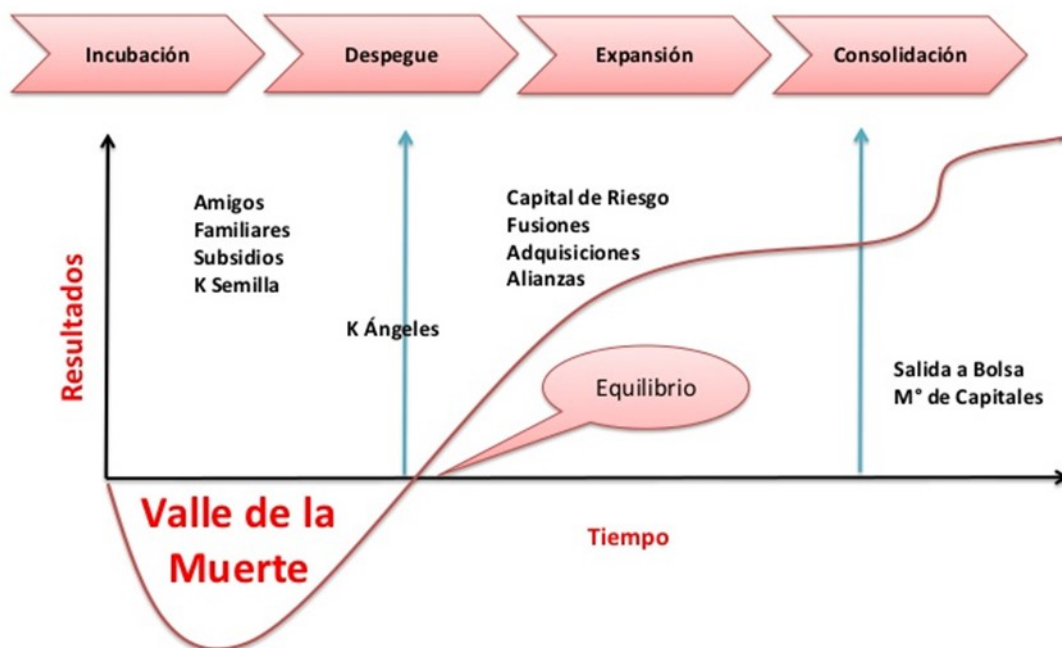 Incubación
Despegue
Expansión
Consolidación
Amigos
Familiares
Subsidios
K Semilla
Capital de Riesgo
Fusiones
Adquisiciones
Alianzas
K Ángeles
Resultados
Equilibrio
Salida a Bolsa
M° de Capitales
Valle de la
Muerte
Tiempo